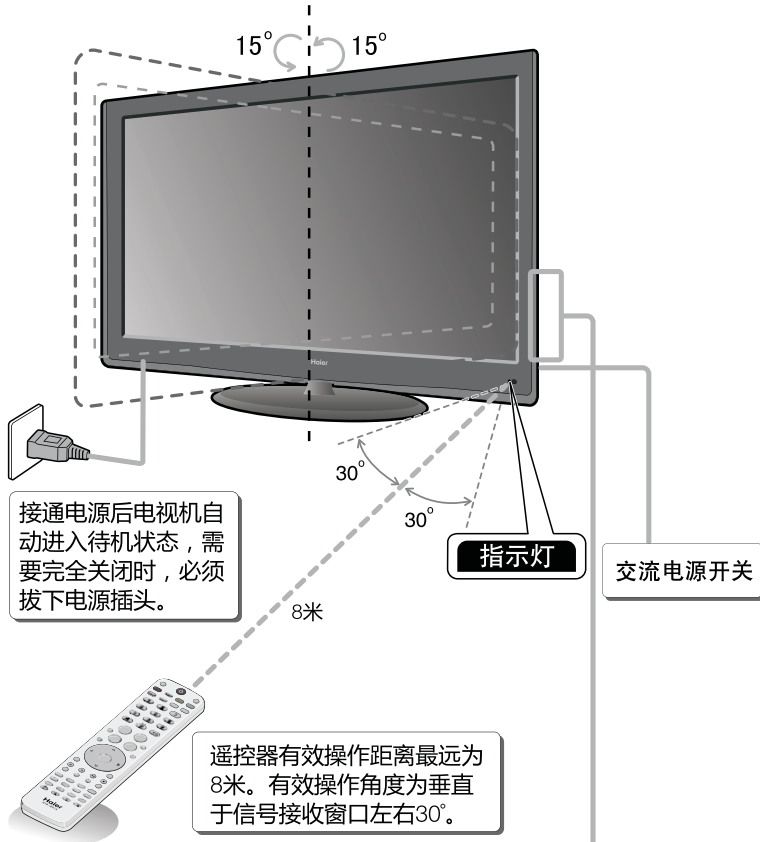 15° 15°
Haier
30°
30°
接通电源后电视机自
动进入待机状态，需
要完全关闭时，必须
拔下电源插头。
指示灯
交流电源开关
8米
遥控器有效操作距离最远为
8米。有效操作角度为垂直
于信号接收窗口左右30°。
Haier